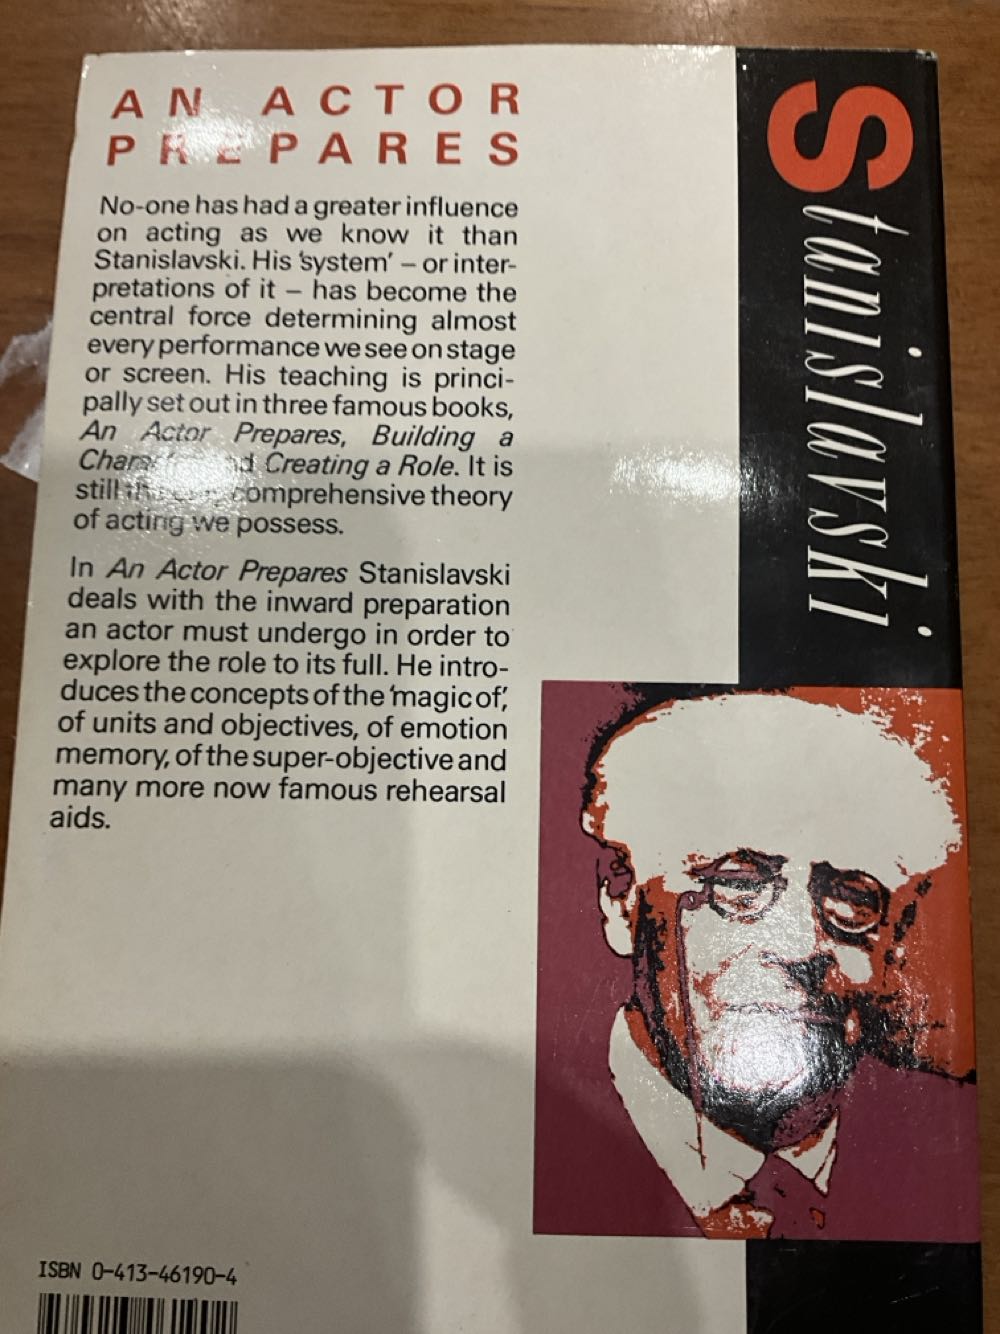 AN ACTOR
PREPARES
No-one has had a greater influence
on acting as we know it than
Stanislavski. His 'system' – or inter-
pretations of it – has become the
central force determining almost
every performance we see on stage
or screen. His teaching is princi-
pally set out in three famous books,
An Actor Prepares, Building a
Creating a Role. It is
still comprehensive theory
of acting we possess.
In An Actor Prepares Stanislavski
deals with the inward preparation
an actor must undergo in order to
explore the role to its full. He intro-
duces the concepts of the 'magic of',
of units and objectives, of emotion
memory, of the super-objective and
many more now famous rehearsal
aids.
Stanislavski
ISBN 0-413-46190-4